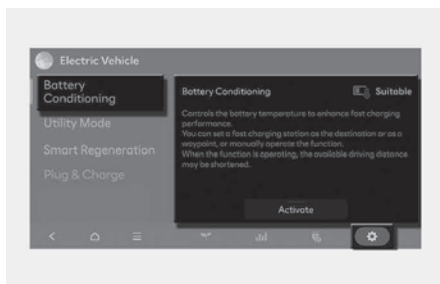 Electric Vehicle
Battery
Conditioning
Utility Mode
Smart Regeneration
Plug & Charge
Battery Conditioning
Suitable
Controls the battery temperature to enhance fast charging
performance.
You can set a fast charging station as the destination or as a
waypoint, or manually operate the function.
When the function is operating, the available driving distance
may be shortened.
Activate